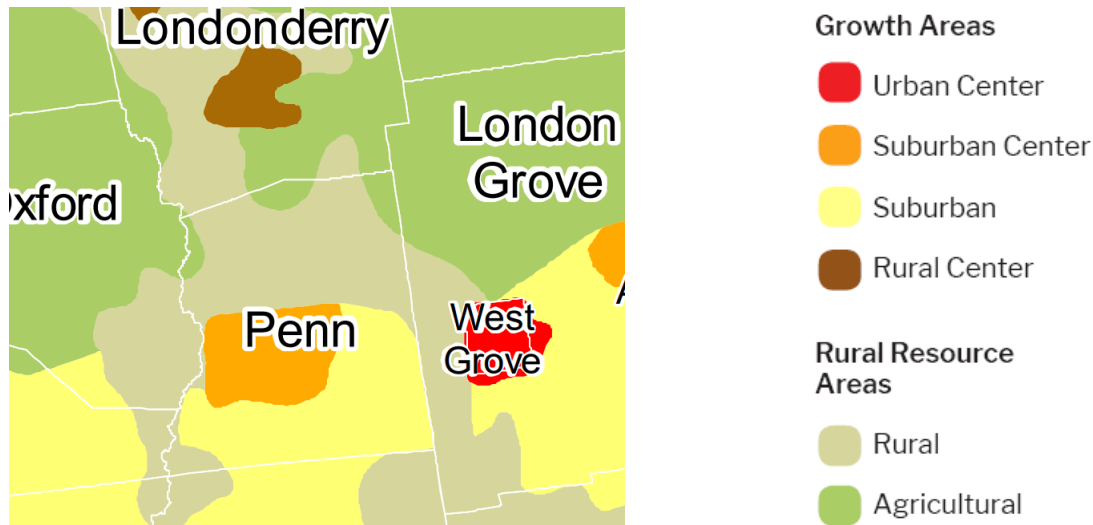 Londonderry
London
Grove
xford
Penn
West
Grove
A
Growth Areas
Urban Center
Suburban Center
Suburban
Rural Center
Rural Resource
Areas
Rural
Agricultural